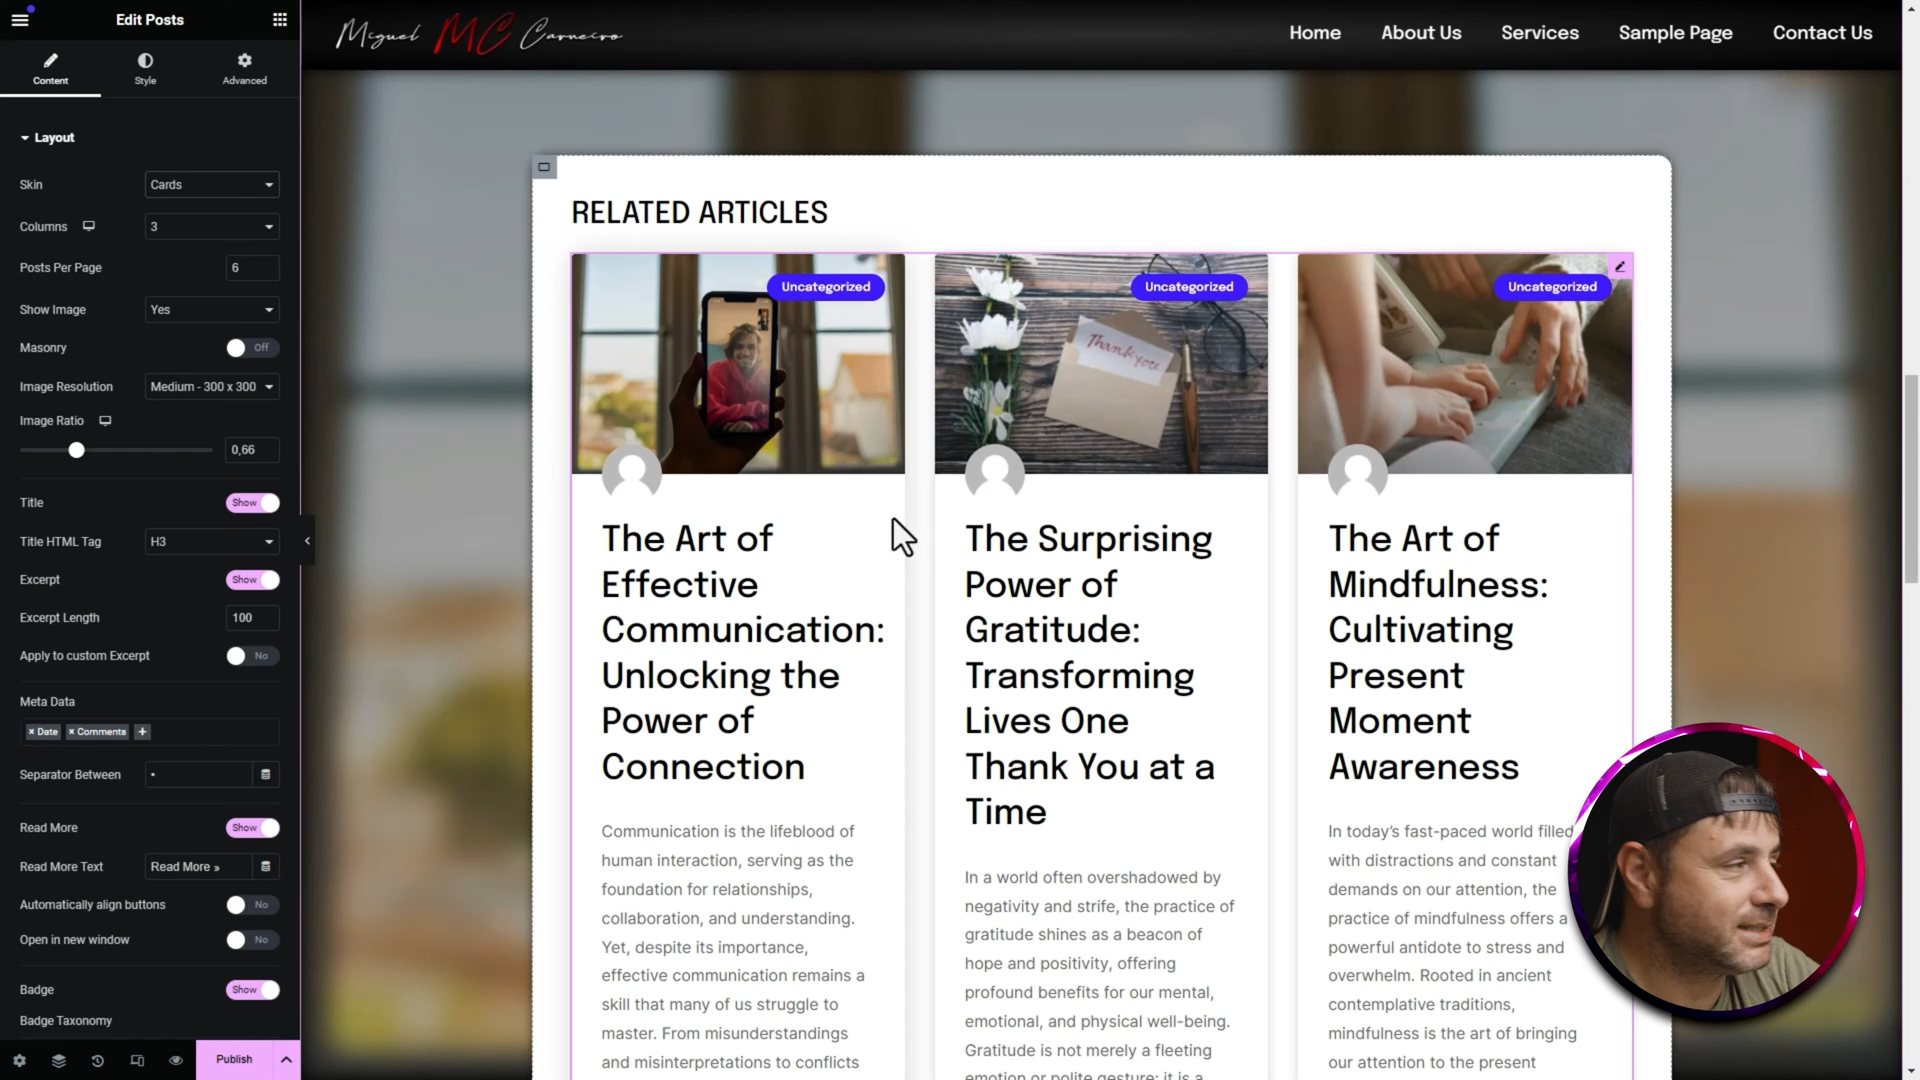 Edit Posts
Content
Style
Advanced
Layout
Skin
Cards
Columns
3
Posts Per Page
6
Show Image
Yes
Masonry
Off
Image Resolution
Medium - 300 x 300
Image Ratio
0,66
Title
Show
Title HTML Tag
H3
Excerpt
Show
Excerpt Length
100
Apply to custom Excerpt
No
Meta Data
× Date × Comments +
Separator Between
•
Read More
Show
Read More Text
Read More »
Automatically align buttons
No
Open in new window
No
Badge
Show
Badge Taxonomy
Publish
Miguel MC Carneiro
Home
About Us
Services
Sample Page
Contact Us
RELATED ARTICLES
Uncategorized
The Art of
Effective
Communication:
Unlocking the
Power of
Connection
Communication is the lifeblood of
human interaction, serving as the
foundation for relationships,
collaboration, and understanding.
Yet, despite its importance,
effective communication remains a
skill that many of us struggle to
master. From misunderstandings
and misinterpretations to conflicts
Uncategorized
Thank you
The Surprising
Power of
Gratitude:
Transforming
Lives One
Thank You at a
Time
In a world often overshadowed by
negativity and strife, the practice of
gratitude shines as a beacon of
hope and positivity, offering
profound benefits for our mental,
emotional, and physical well-being.
Gratitude is not merely a fleeting
emotion or polite gesture; it is a
Uncategorized
The Art of
Mindfulness:
Cultivating
Present
Moment
Awareness
In today's fast-paced world filled
with distractions and constant
demands on our attention, the
practice of mindfulness offers a
powerful antidote to stress and
overwhelm. Rooted in ancient
contemplative traditions,
mindfulness is the art of bringing
our attention to the present